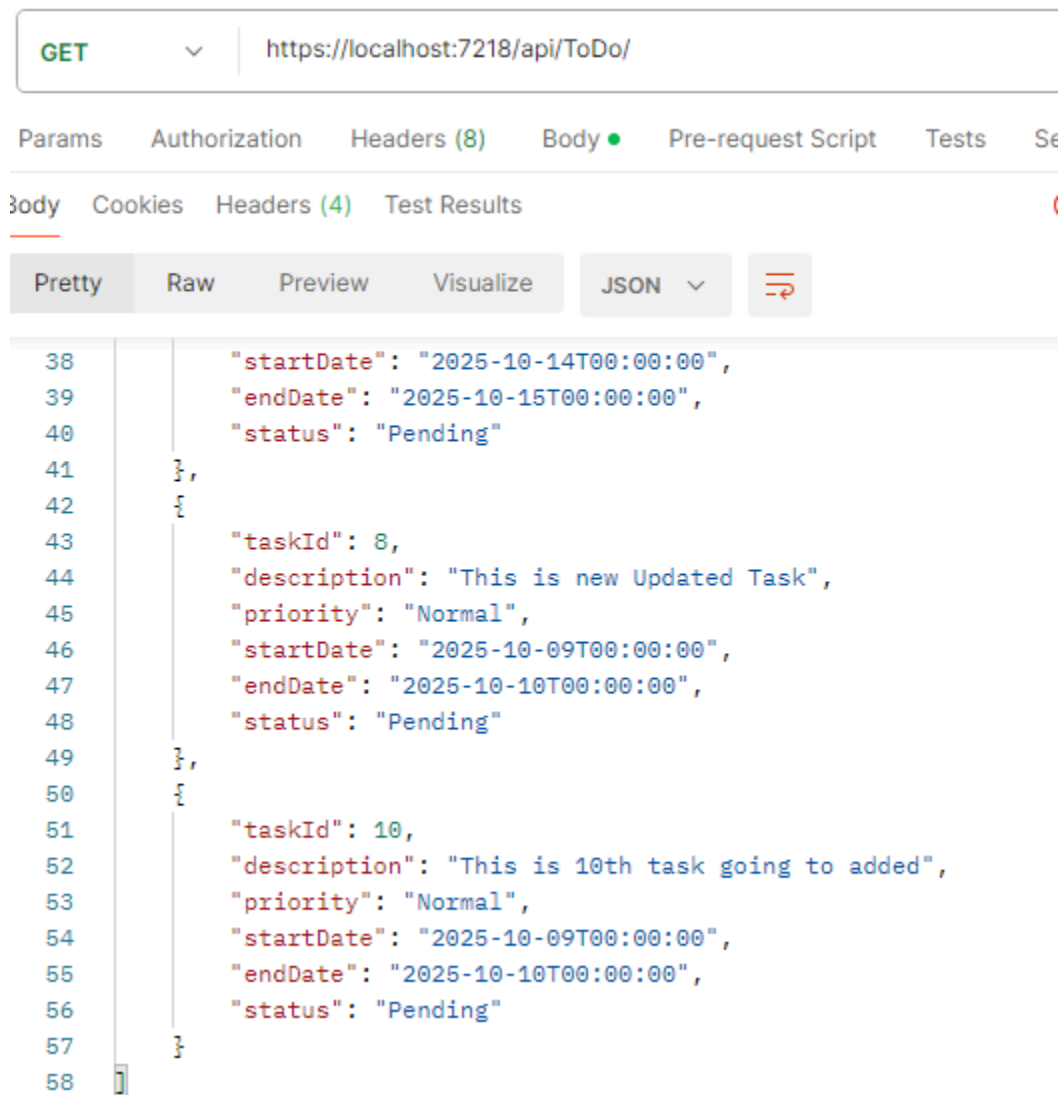 GET https://localhost:7218/api/ToDo/
Params Authorization Headers (8) Body Pre-request Script Tests Se
Body Cookies Headers (4) Test Results
Pretty Raw Preview Visualize JSON
38 "startDate": "2025-10-14T00:00:00",
39 "endDate": "2025-10-15T00:00:00",
40 "status": "Pending"
41 },
42 {
43 "taskId": 8,
44 "description": "This is new Updated Task",
45 "priority": "Normal",
46 "startDate": "2025-10-09T00:00:00",
47 "endDate": "2025-10-10T00:00:00",
48 "status": "Pending"
49 },
50 {
51 "taskId": 10,
52 "description": "This is 10th task going to added",
53 "priority": "Normal",
54 "startDate": "2025-10-09T00:00:00",
55 "endDate": "2025-10-10T00:00:00",
56 "status": "Pending"
57 }
58 ]